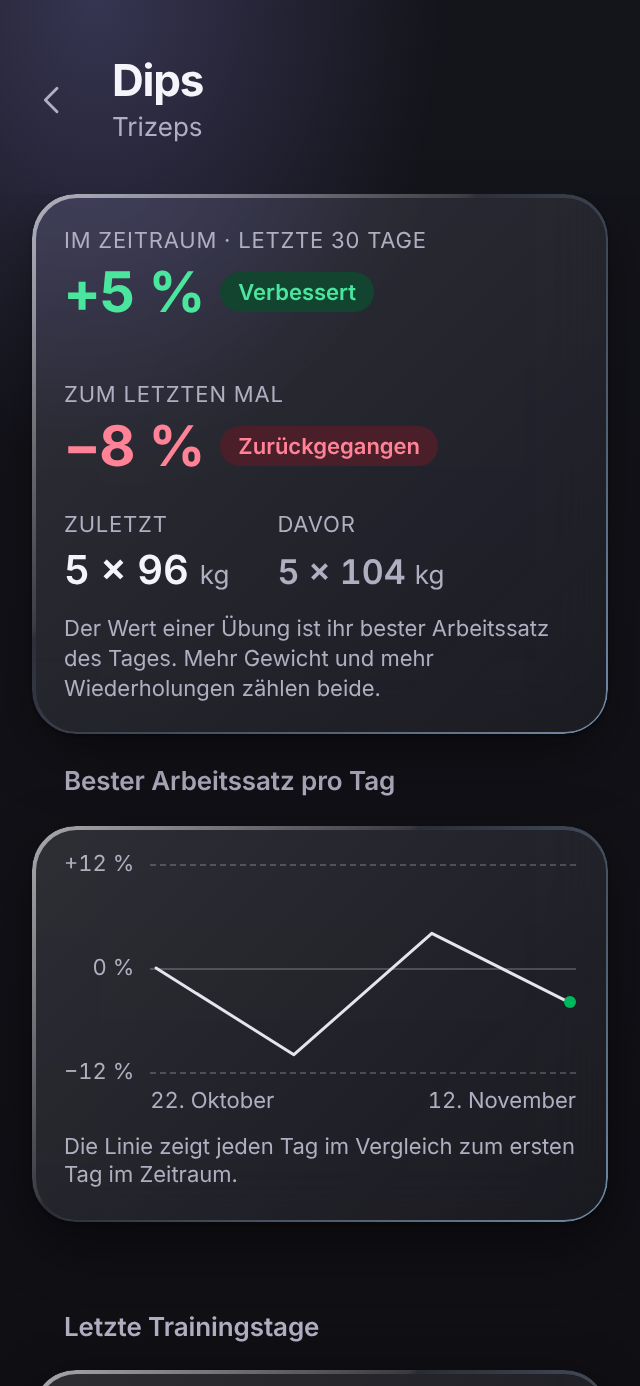 Dips
Trizeps
IM ZEITRAUM · LETZTE 30 TAGE
+5 % Verbessert
ZUM LETZTEN MAL
−8 % Zurückgegangen
ZULETZT DAVOR
5 × 96 kg 5 × 104 kg
Der Wert einer Übung ist ihr bester Arbeitssatz
des Tages. Mehr Gewicht und mehr
Wiederholungen zählen beide.
Bester Arbeitssatz pro Tag
+12 %
0 %
−12 %
22. Oktober 12. November
Die Linie zeigt jeden Tag im Vergleich zum ersten
Tag im Zeitraum.
Letzte Trainingstage